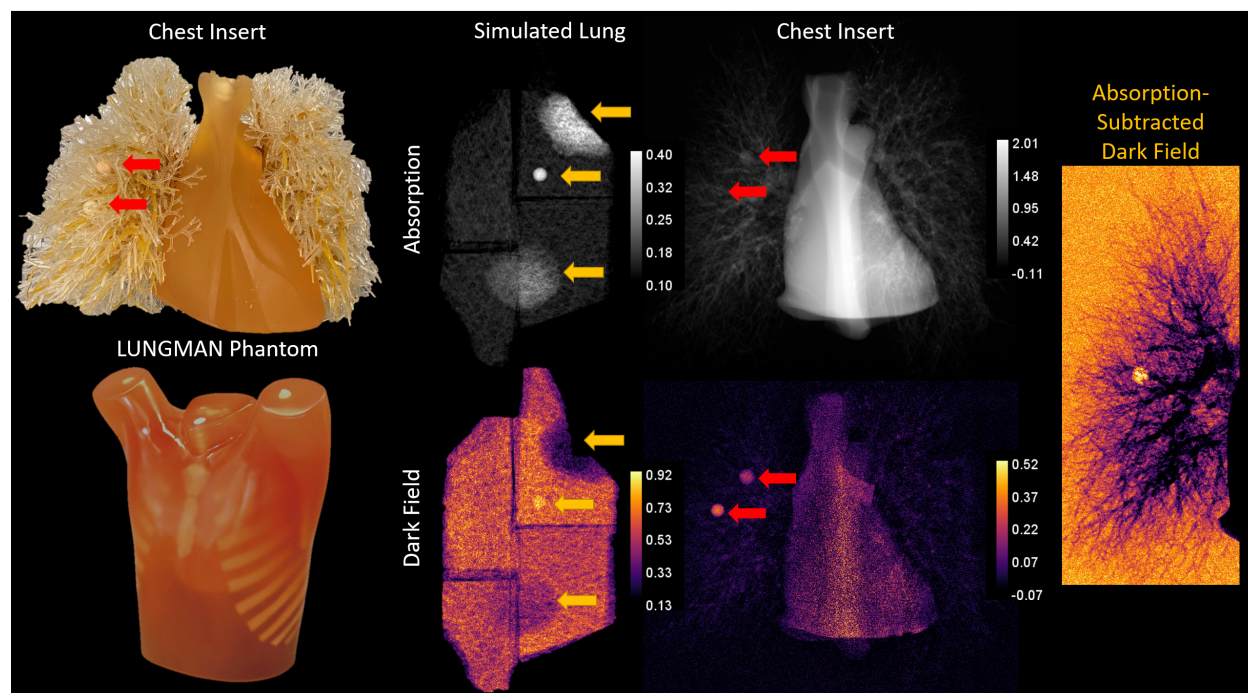 Chest Insert
Simulated Lung
Chest Insert
Absorption-
Subtracted
Dark Field
Absorption
0.40
0.32
0.25
0.18
0.10
2.01
1.48
0.95
0.42
-0.11
LUNGMAN Phantom
Dark Field
0.92
0.73
0.53
0.33
0.13
0.52
0.37
0.22
0.07
-0.07